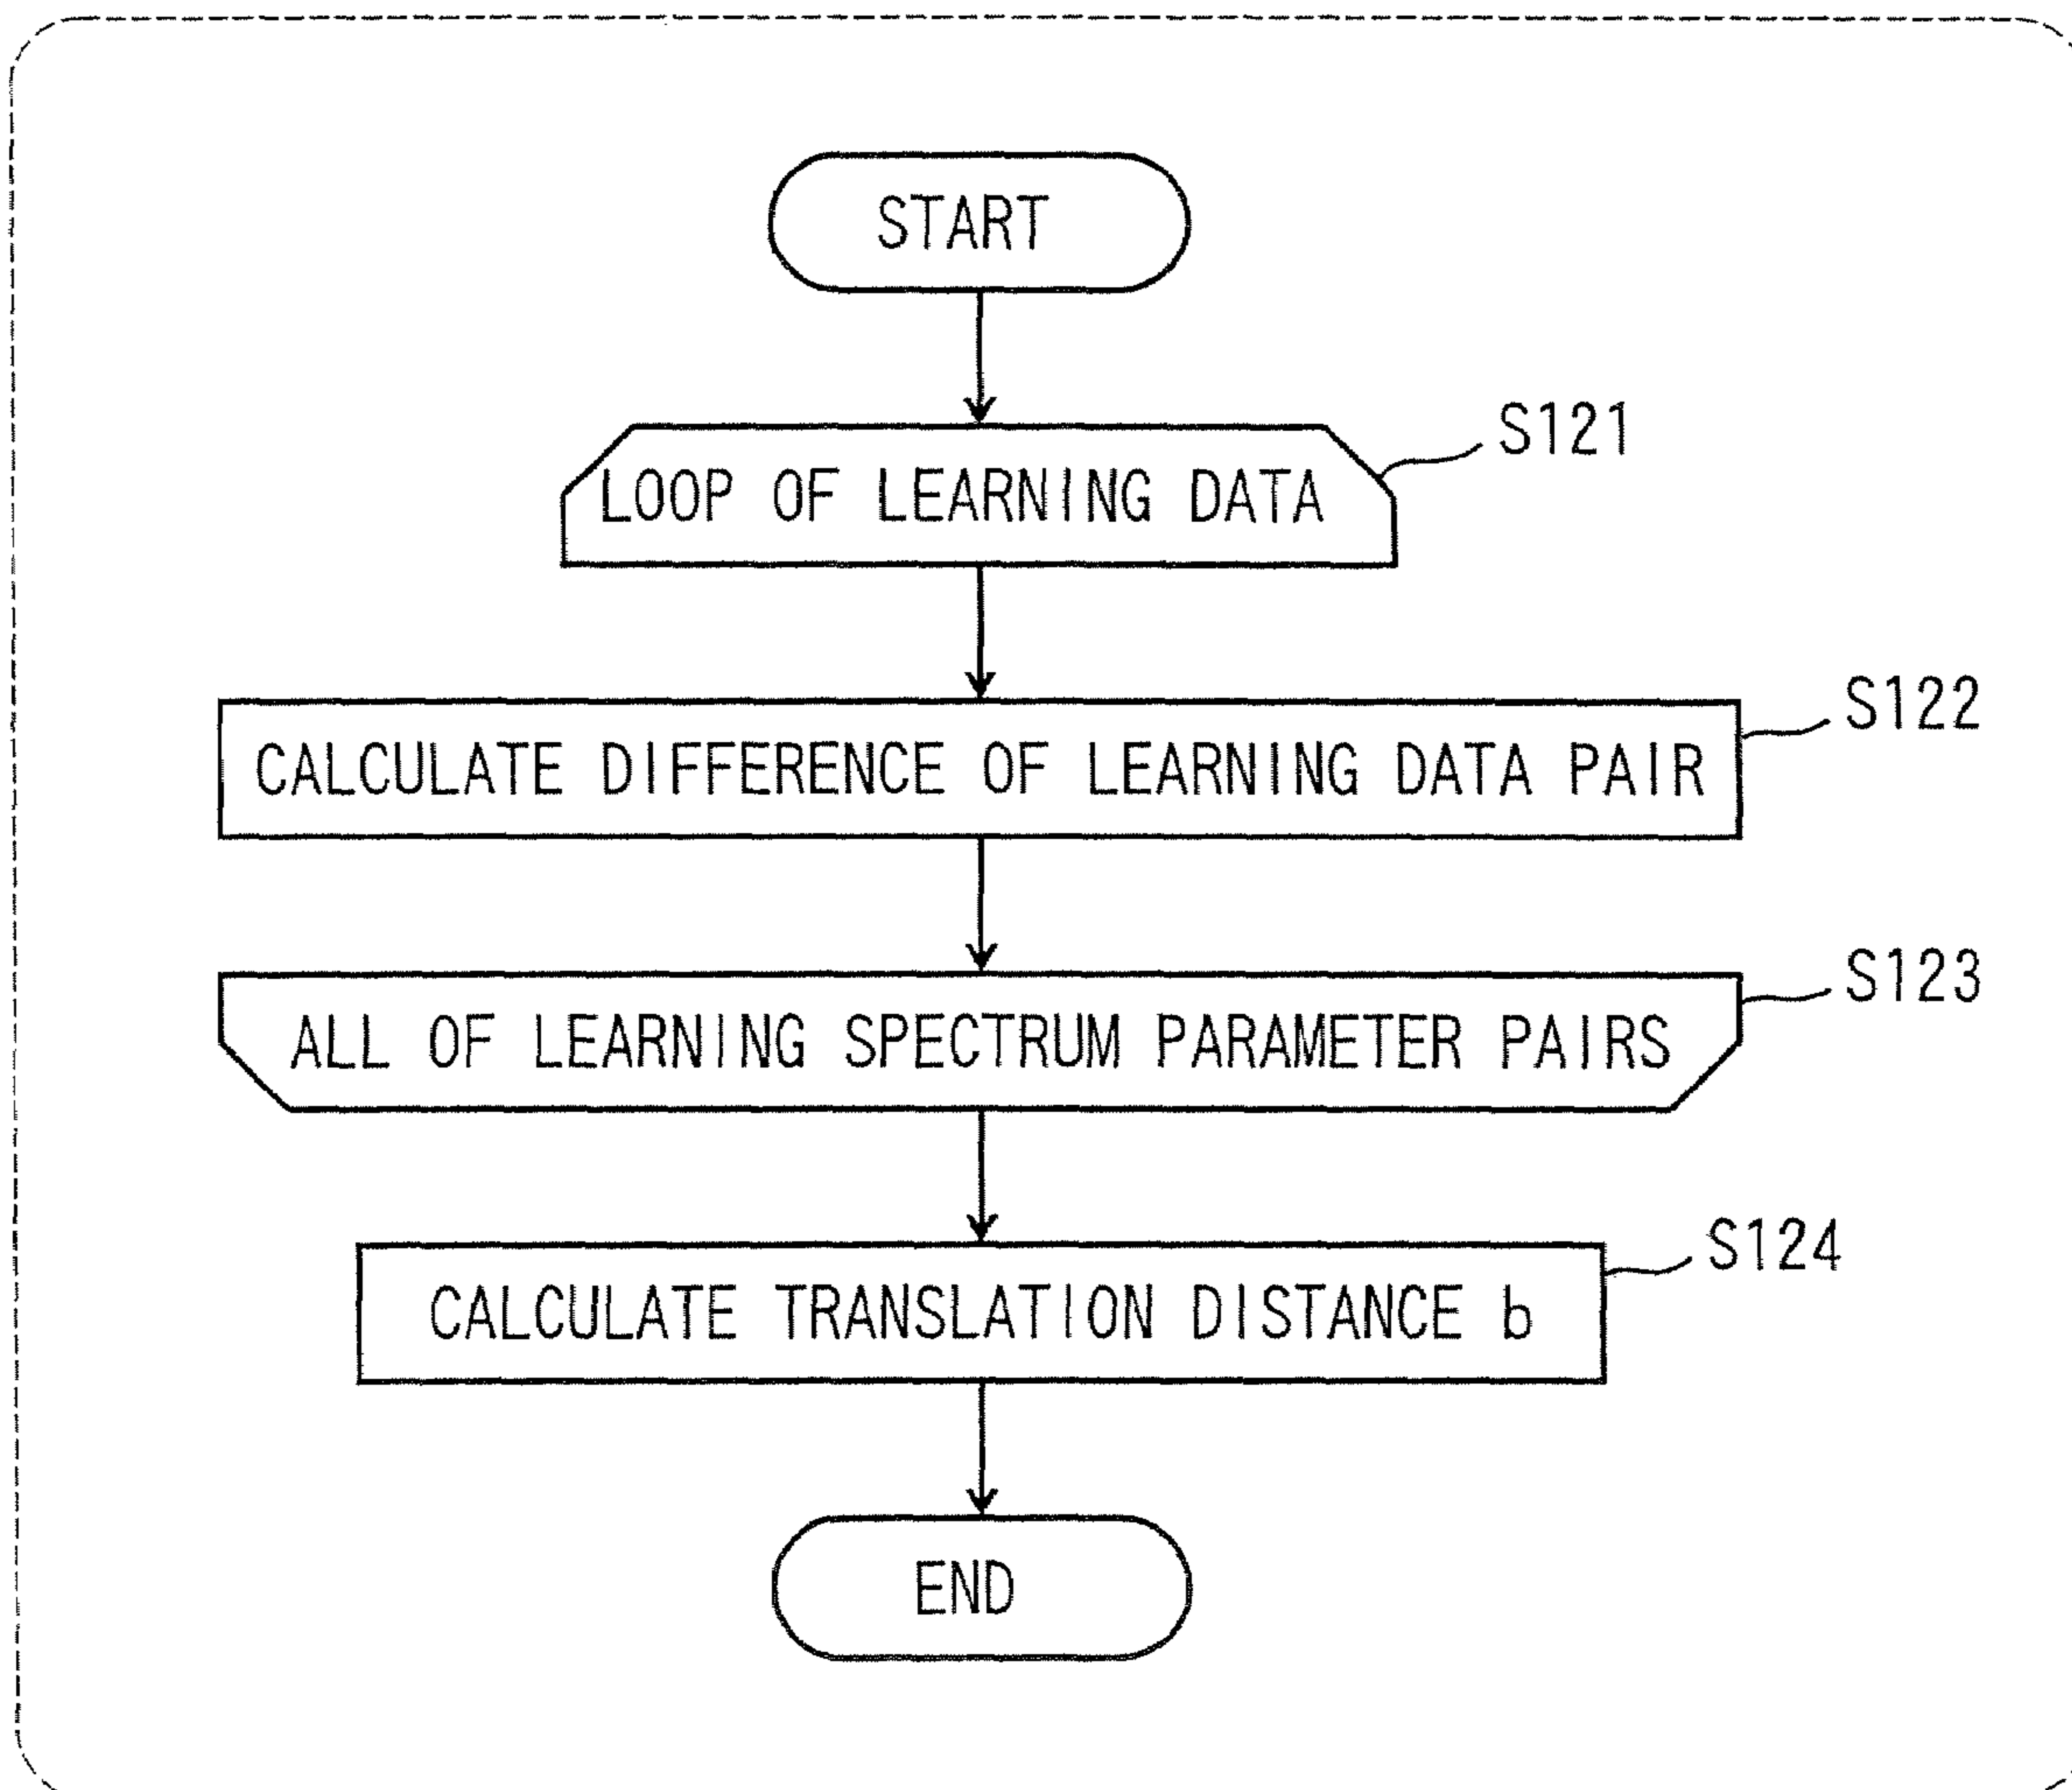 START
LOOP OF LEARNING DATA
S121
CALCULATE DIFFERENCE OF LEARNING DATA PAIR
S122
ALL OF LEARNING SPECTRUM PARAMETER PAIRS
S123
CALCULATE TRANSLATION DISTANCE b
S124
END